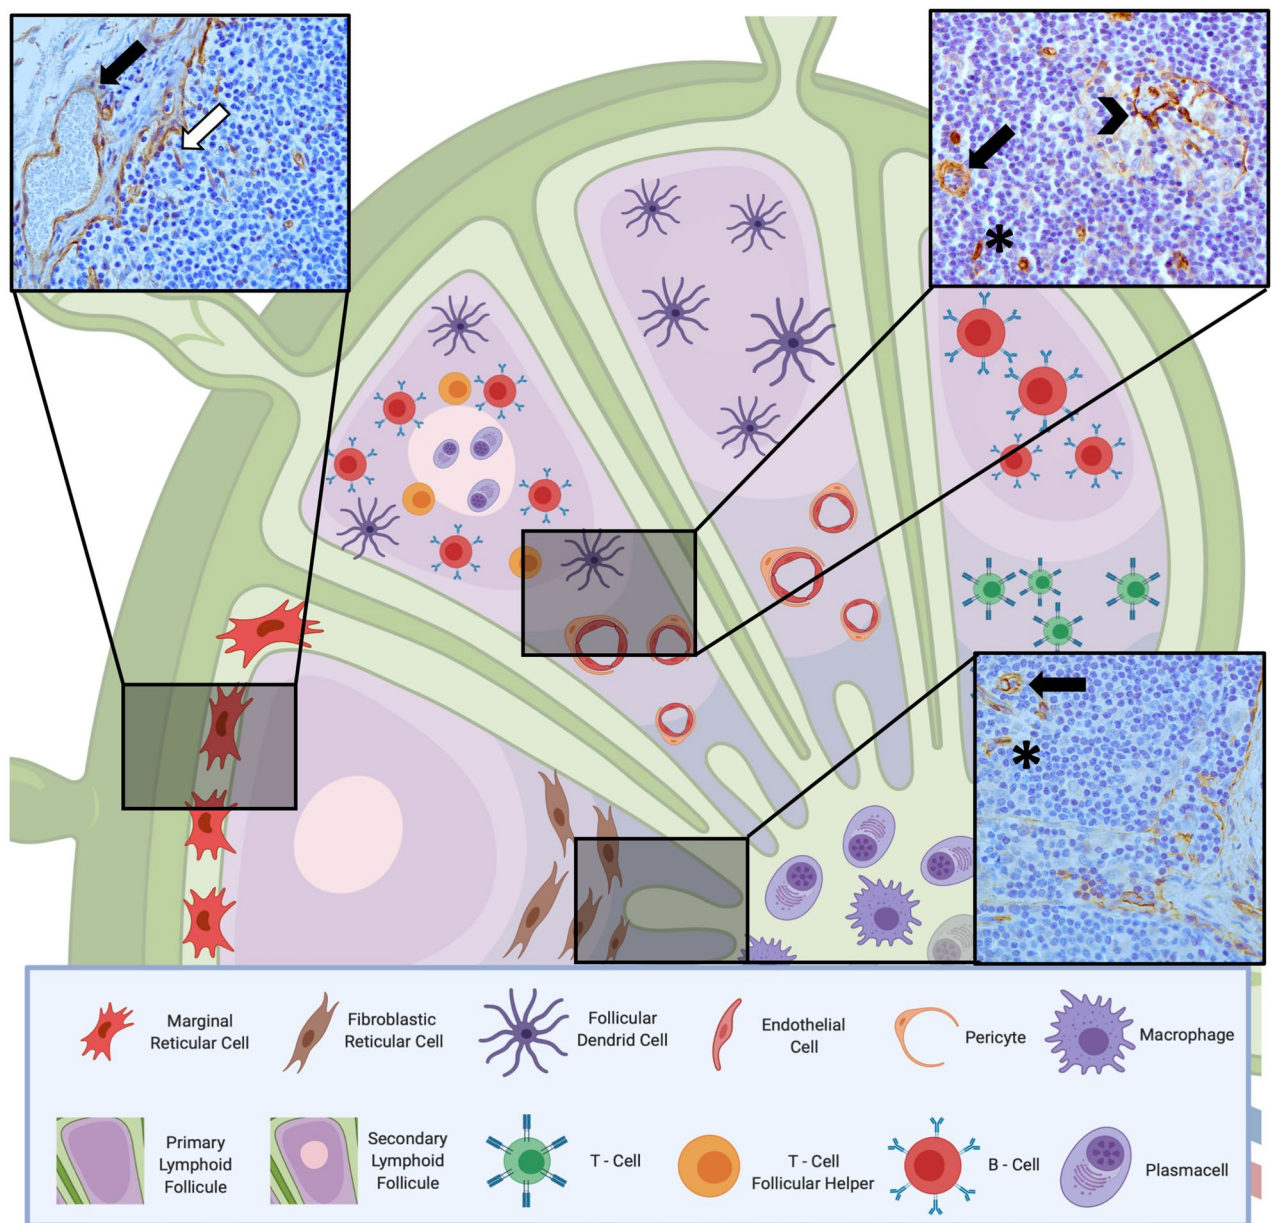 Marginal
Reticular Cell
Fibroblastic
Reticular Cell
Follicular
Dendrid Cell
Endothelial
Cell
Pericyte
Macrophage
Primary
Lymphoid
Follicule
Secondary
Lymphoid
Follicule
T - Cell
T - Cell
Follicular Helper
B - Cell
Plasmacell